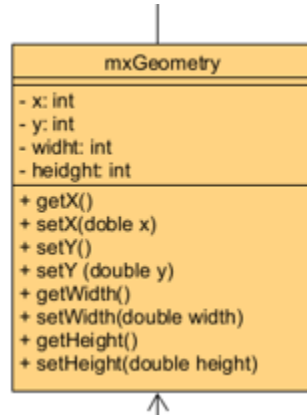 mxGeometry
- x: int
- y: int
- widht: int
- heidght: int
+ getX()
+ setX(doble x)
+ setY()
+ setY (double y)
+ getWidth()
+ setWidth(double width)
+ getHeight()
+ setHeight(double height)